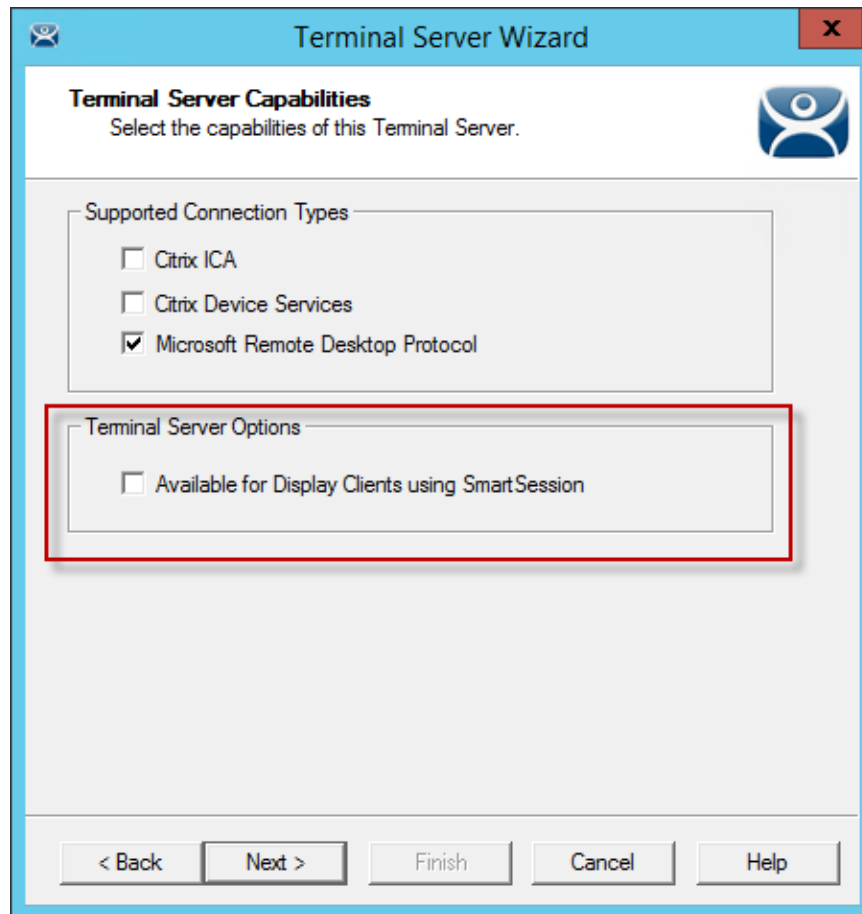 Terminal Server Wizard
x
Terminal Server Capabilities
Select the capabilities of this Terminal Server.
Supported Connection Types
Citrix ICA
Citrix Device Services
Microsoft Remote Desktop Protocol
Terminal Server Options
Available for Display Clients using SmartSession
< Back Next > Finish Cancel Help